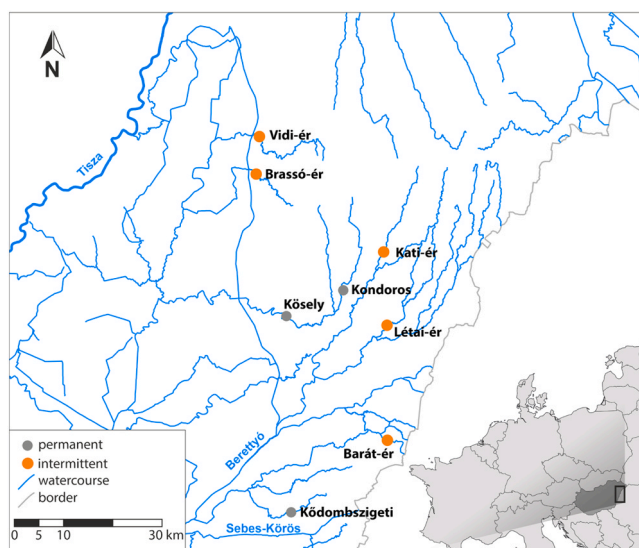 N
Tisza
Vidi-ér
Brassó-ér
Kati-ér
Kondoros
Kösely
Létai-ér
Berettyó
Barát-ér
Ködombszigeti
Sebes-Körös
permanent
intermittent
watercourse
border
0 5 10 20 30 km